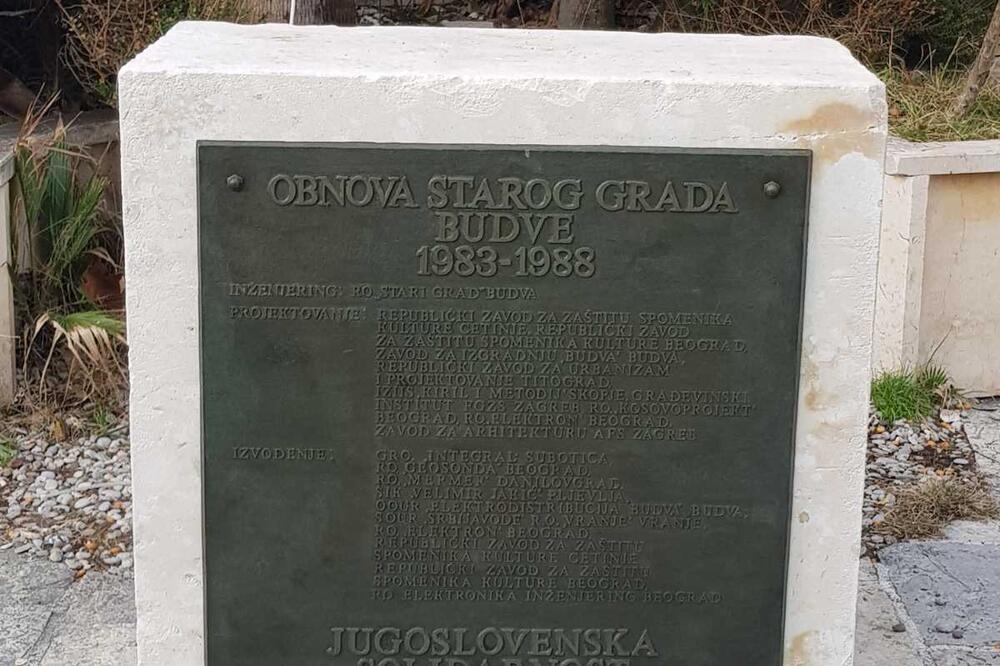 OBNOVA STAROG GRADA
BUDVE
1983-1988
INŽENJERING: RO „STARI GRAD" BUDVA
PROJEKTOVANJE: REPUBLIČKI ZAVOD ZA ZAŠTITU SPOMENIKA
KULTURE CETINJE, REPUBLIČKI ZAVOD
ZA ZAŠTITU SPOMENIKA KULTURE BEOGRAD,
ZAVOD ZA IZGRADNJU „BUDVA" BUDVA,
REPUBLIČKI ZAVOD ZA URBANIZAM
I PROJEKTOVANJE TITOGRAD,
IZIIS „KIRIL I METODIJ" SKOPJE, GRAĐEVINSKI
INSTITUT FGZS ZAGREB, RO „KOSOVOPROJEKT"
BEOGRAD, RO „ELEKTRON" BEOGRAD,
ZAVOD ZA ARHITEKTURU AFS ZAGREB
IZVOĐENJE: GRO „INTEGRAL" SUBOTICA,
RO „GEOSONDA" BEOGRAD,
RO „MERMER" DANILOVGRAD,
ŠIK „VELIMIR JAKIĆ" PLJEVLJA,
OOUR ELEKTRODISTRIBUCIJA „BUDVA" BUDVA,
SOUR „SRBIJAVODE" R.O. „VRANJE" VRANJE,
RO „ELEKTRON" BEOGRAD,
REPUBLIČKI ZAVOD ZA ZAŠTITU
SPOMENIKA KULTURE CETINJE,
REPUBLIČKI ZAVOD ZA ZAŠTITU
SPOMENIKA KULTURE BEOGRAD,
RO ELEKTRONIKA INŽENJERING BEOGRAD
JUGOSLOVENSKA
SOLIDARNOST